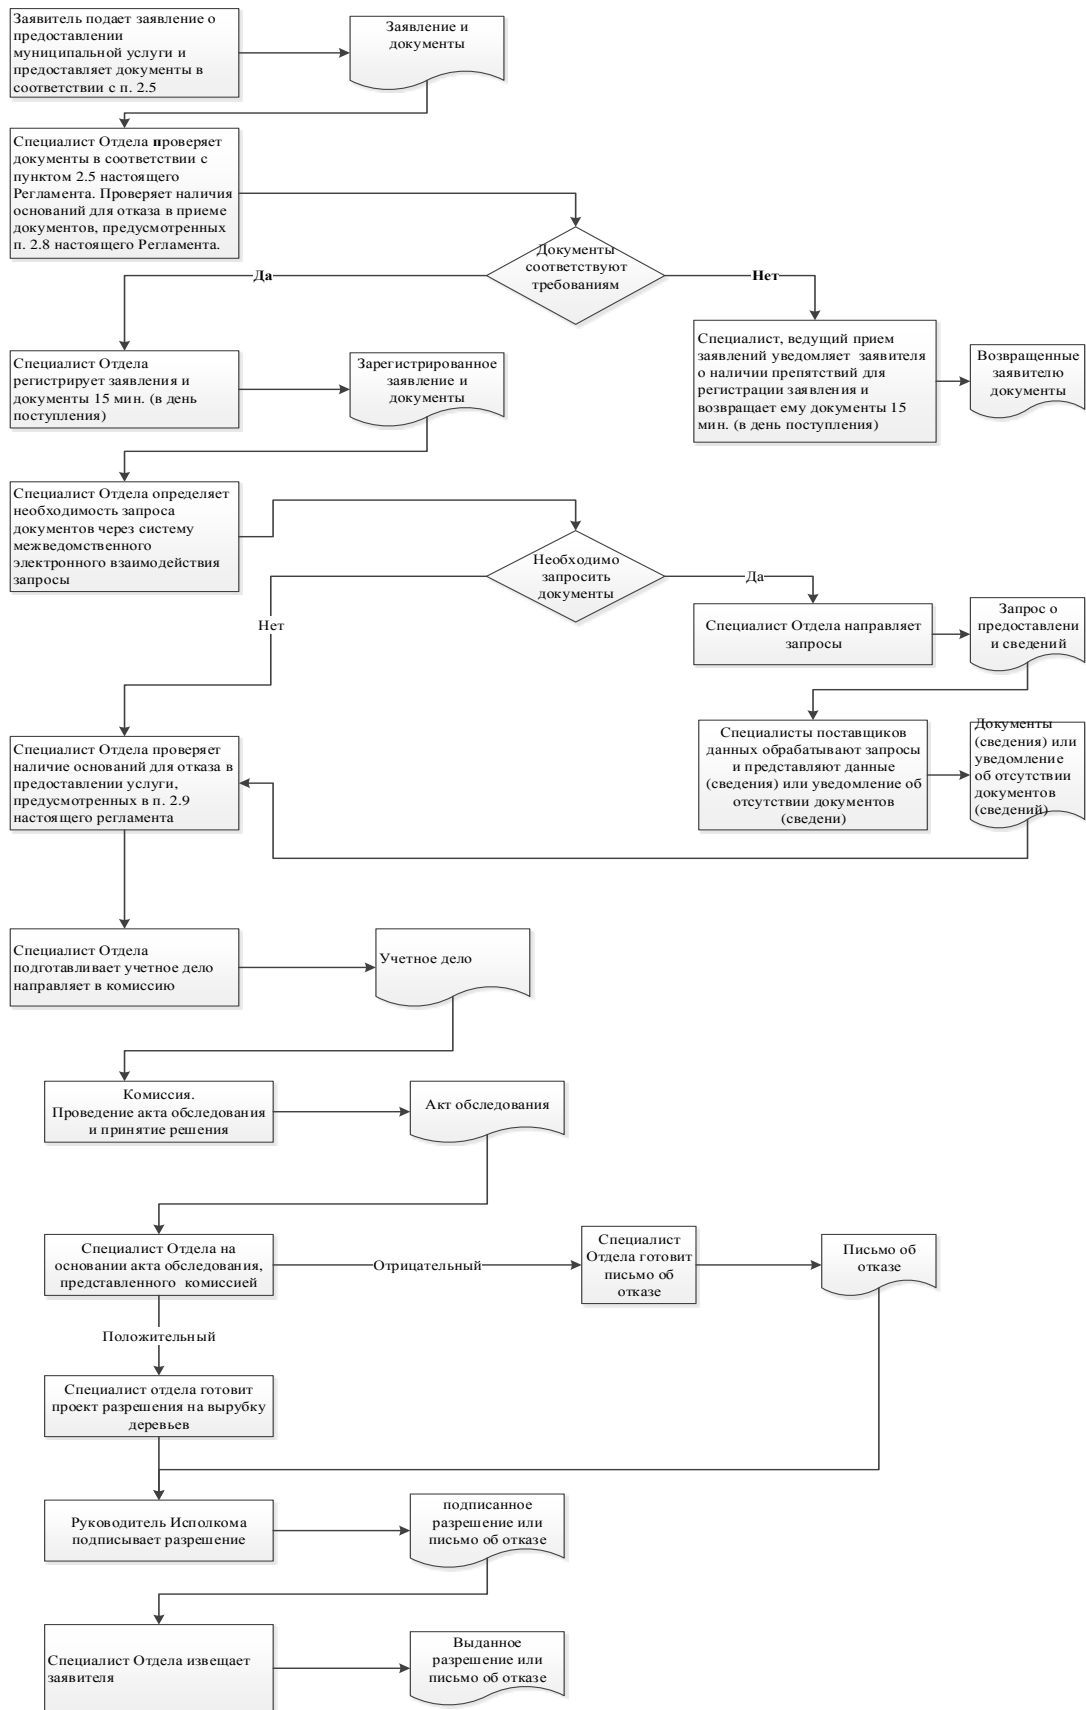 Заявитель подает заявление о
предоставлении
муниципальной услуги и
предоставляет документы в
соответствии с п. 2.5
Заявление и
документы
Специалист Отдела проверяет
документы в соответствии с
пунктом 2.5 настоящего
Регламента. Проверяет наличия
оснований для отказа в приеме
документов, предусмотренных
п. 2.8 настоящего Регламента.
Документы
соответствуют
требованиям
Да
Нет
Специалист Отдела
регистрирует заявления и
документы 15 мин. (в день
поступления)
Зарегистрированное
заявление и
документы
Специалист, ведущий прием
заявлений уведомляет заявителя
о наличии препятствий для
регистрации заявления и
возвращает ему документы 15
мин. (в день поступления)
Возвращенные
заявителю
документы
Специалист Отдела определяет
необходимость запроса
документов через систему
межведомственного
электронного взаимодействия
запросы
Необходимо
запросить
документы
Да
Нет
Специалист Отдела направляет
запросы
Запрос о
предоставлени
и сведений
Специалист Отдела проверяет
наличие оснований для отказа в
предоставлении услуги,
предусмотренных в п. 2.9
настоящего регламента
Специалисты поставщиков
данных обрабатывают запросы
и представляют данные
(сведения) или уведомление об
отсутствии документов
(сведени)
Документы
(сведения) или
уведомление
об отсутствии
документов
(сведений)
Специалист Отдела
подготавливает учетное дело
направляет в комиссию
Учетное дело
Комиссия.
Проведение акта обследования
и принятие решения
Акт обследования
Специалист Отдела на
основании акта обследования,
представленного комиссией
Отрицательный
Специалист
Отдела готовит
письмо об
отказе
Письмо об
отказе
Положительный
Специалист отдела готовит
проект разрешения на вырубку
деревьев
Руководитель Исполкома
подписывает разрешение
подписанное
разрешение или
письмо об отказе
Специалист Отдела извещает
заявителя
Выданное
разрешение или
письмо об отказе